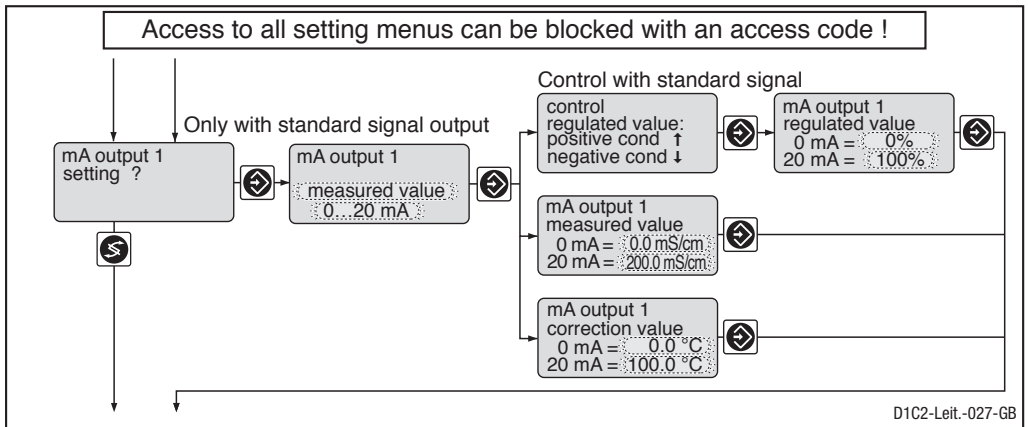 Access to all setting menus can be blocked with an access code !
Control with standard signal
Only with standard signal output
mA output 1
setting ?
mA output 1
measured value
0...20 mA
control
regulated value:
positive cond ↑
negative cond ↓
mA output 1
regulated value
0 mA = 0%
20 mA = 100%
mA output 1
measured value
0 mA = 0.0 mS/cm
20 mA = 200.0 mS/cm
mA output 1
correction value
0 mA = 0.0 °C
20 mA = 100.0 °C
D1C2-Leit.-027-GB